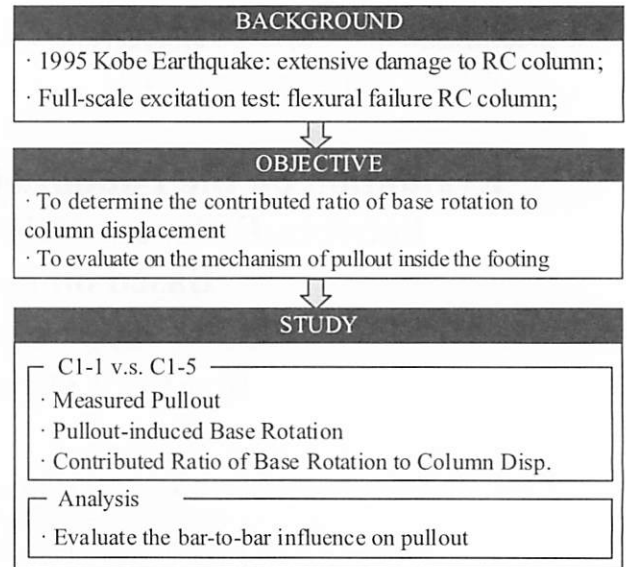 BACKGROUND
· 1995 Kobe Earthquake: extensive damage to RC column;
· Full-scale excitation test: flexural failure RC column;
OBJECTIVE
· To determine the contributed ratio of base rotation to
column displacement
· To evaluate on the mechanism of pullout inside the footing
STUDY
C1-1 v.s. C1-5
· Measured Pullout
· Pullout-induced Base Rotation
· Contributed Ratio of Base Rotation to Column Disp.
Analysis
· Evaluate the bar-to-bar influence on pullout